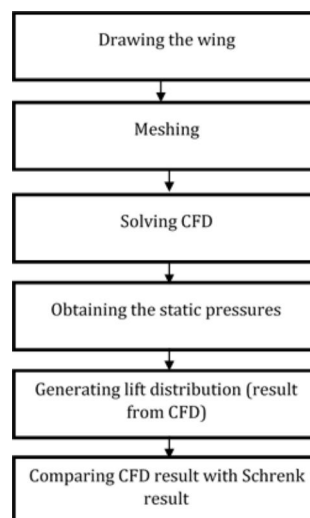 Drawing the wing
Meshing
Solving CFD
Obtaining the static pressures
Generating lift distribution (result
from CFD)
Comparing CFD result with Schrenk
result